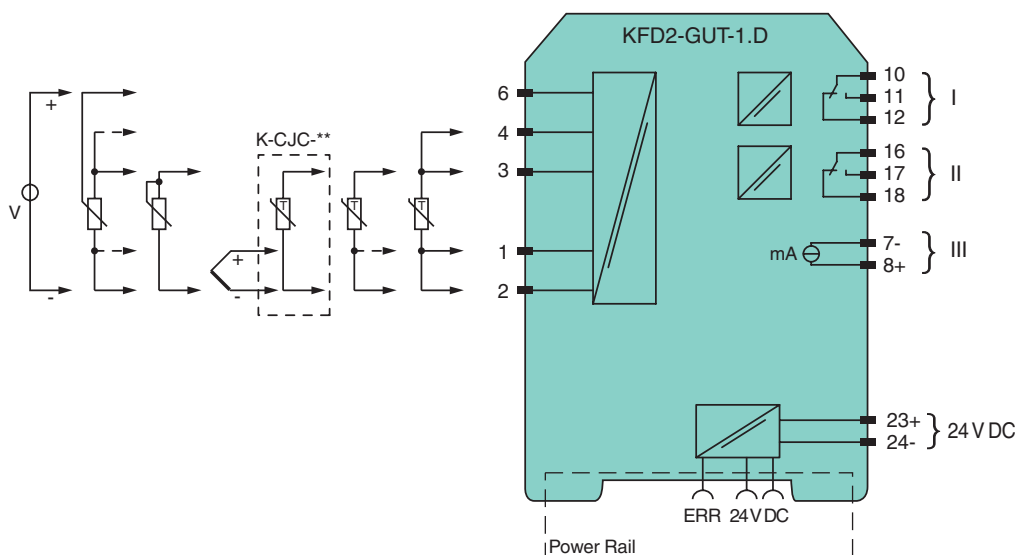 KFD2-GUT-1.D
10
6
11
I
+
12
4
K-CJC-**
16
3
17
II
T
T
T
18
V
7-
1
mA
III
+
8+
-
-
2
23+
24 V DC
24-
ERR
24 V DC
Power Rail